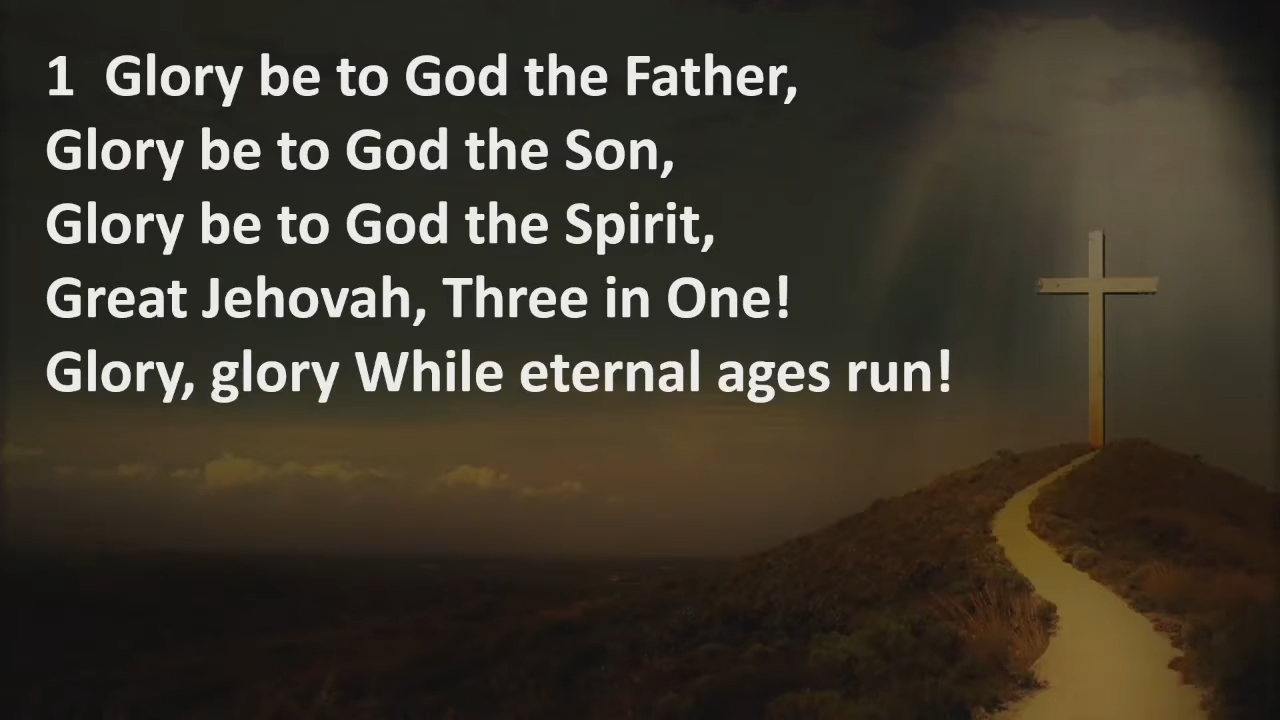 1  Glory be to God the Father,
Glory be to God the Son,
Glory be to God the Spirit,
Great Jehovah, Three in One!
Glory, glory While eternal ages run!